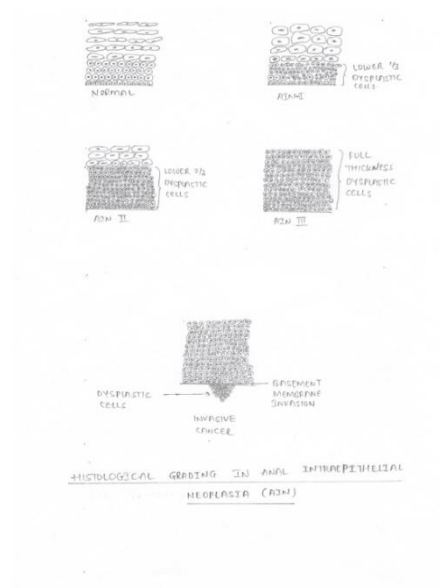 NORMAL
AIN I
LOWER 1/3
DYSPLASTIC
CELLS
AIN II
LOWER 2/3
DYSPLASTIC
CELLS
AIN III
FULL
THICKNESS
DYSPLASTIC
CELLS
DYSPLASTIC
CELLS
BASEMENT
MEMBRANE
INVASION
INVASIVE
CANCER
HISTOLOGICAL GRADING IN ANAL INTRAEPITHELIAL
NEOPLASIA (AIN)